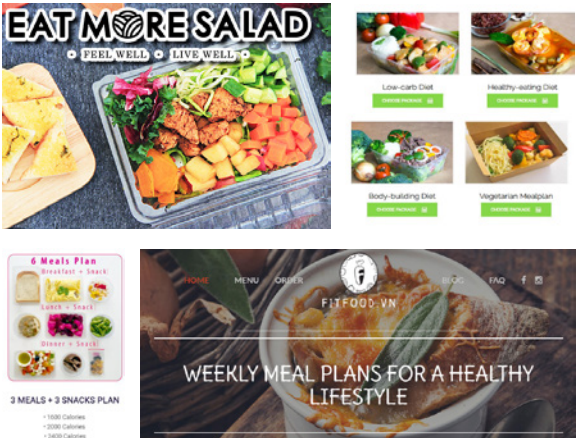 EAT MORE SALAD
• FEEL WELL • LIVE WELL •
Low-carb Diet
CHOOSE PACKAGE
Healthy-eating Diet
CHOOSE PACKAGE
Body-building Diet
CHOOSE PACKAGE
Vegetarian Mealplan
CHOOSE PACKAGE
6 Meals Plan
Breakfast + Snack
Lunch + Snack
Dinner + Snack
3 MEALS + 3 SNACKS PLAN
• 1600 Calories
• 2000 Calories
• 2400 Calories
HOME MENU ORDER BLOG FAQ
FITFOOD VN
WEEKLY MEAL PLANS FOR A HEALTHY
LIFESTYLE